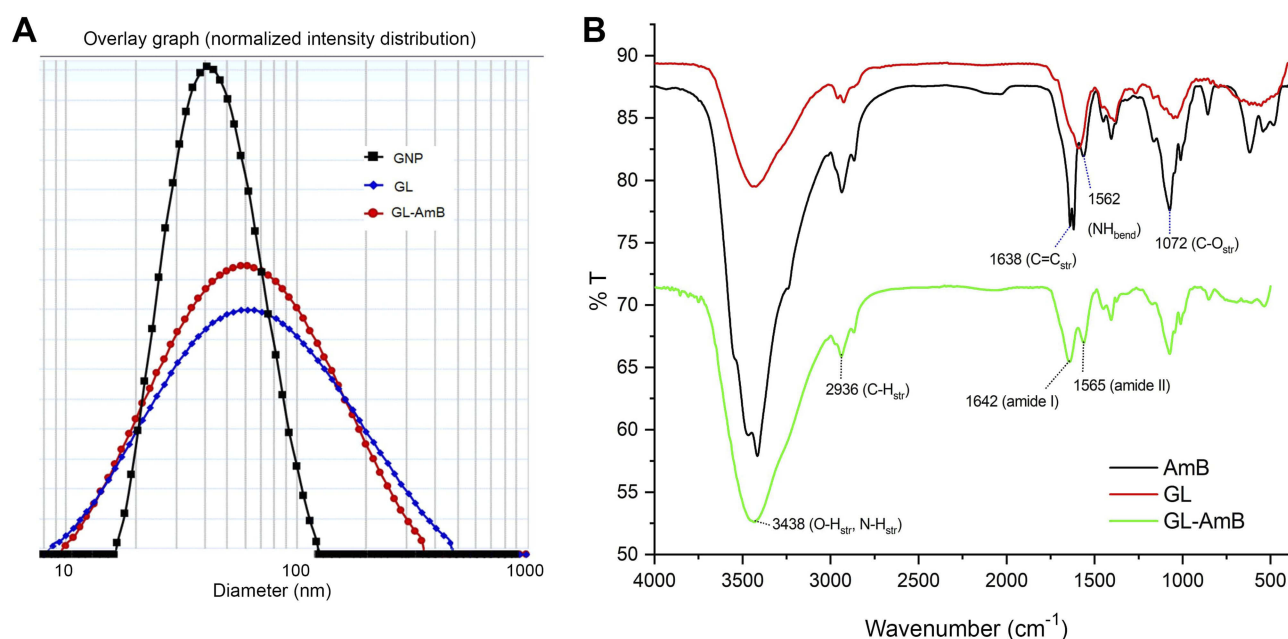 A
Overlay graph (normalized intensity distribution)
GNP
GL
GL-AmB
10
100
1000
Diameter (nm)
B
90
85
80
75
70
65
60
55
50
% T
1562
(NHbend)
1638 (C=Cstr)
1072 (C-Ostr)
2936 (C-Hstr)
1642 (amide I)
1565 (amide II)
3438 (O-Hstr, N-Hstr)
AmB
GL
GL-AmB
4000
3500
3000
2500
2000
1500
1000
500
Wavenumber (cm-1)